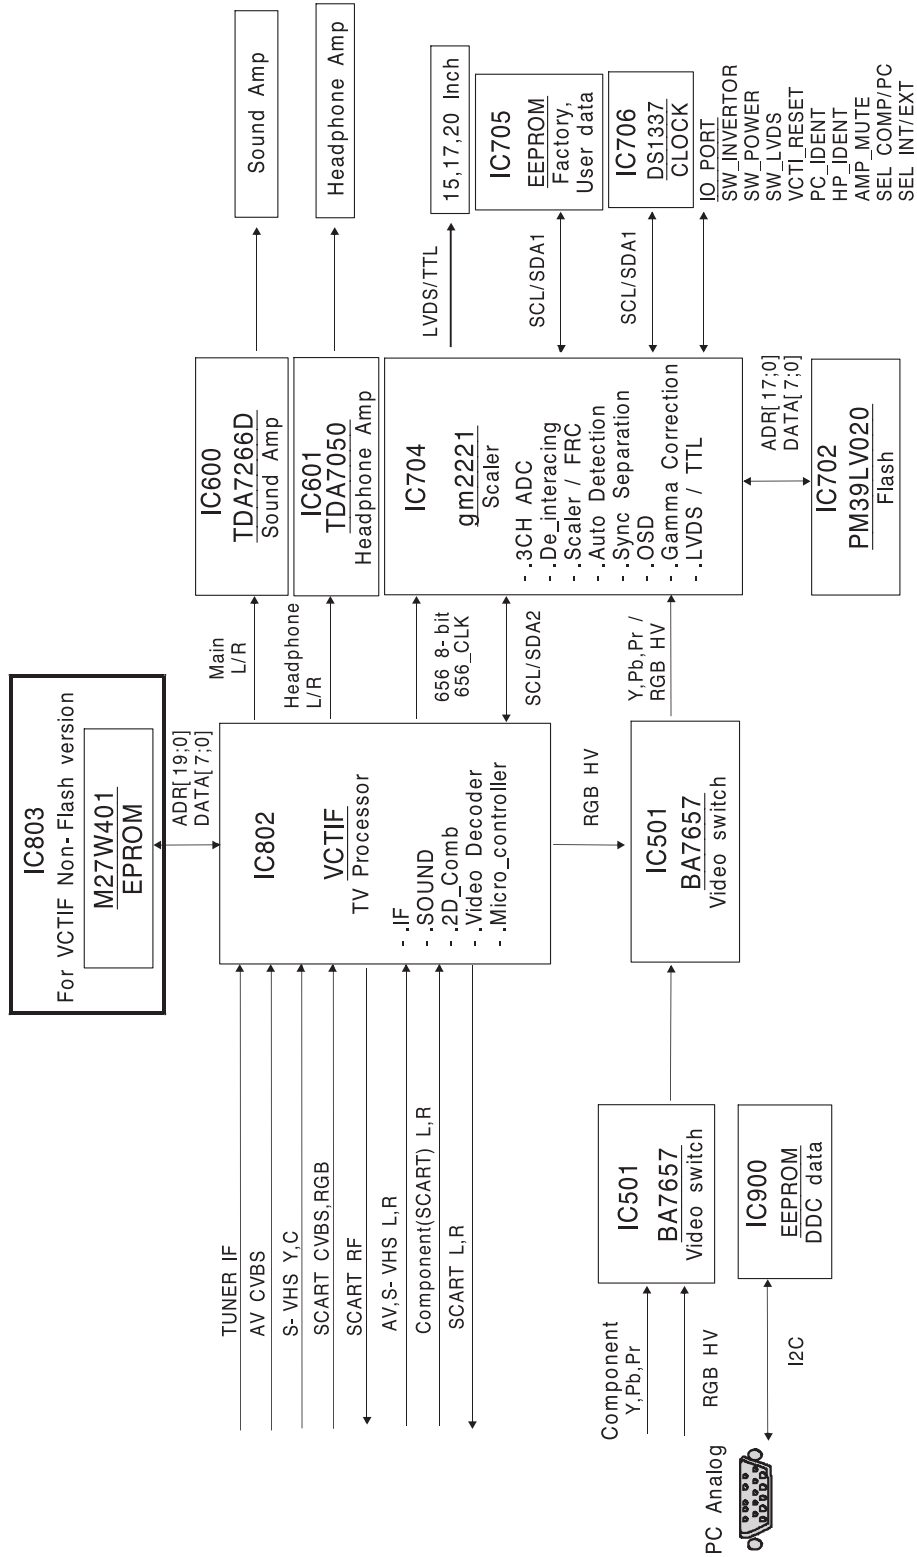 IC803
For VCTIF Non-Flash version
M27W401
EPROM
ADR[19;0]
DATA[7;0]
TUNER IF
AV CVBS
S-VHS Y,C
SCART CVBS,RGB
SCART RF
AV,S-VHS L,R
Component(SCART) L,R
SCART L,R
IC802
VCTIF
TV Processor
- .IF
- .SOUND
- .2D_Comb
- .Video Decoder
- .Micro_controller
Main
L/R
Headphone
L/R
656 8-bit
656_CLK
SCL/SDA2
RGB HV
IC600
TDA7266D
Sound Amp
IC601
TDA7050
Headphone Amp
IC704
gm2221
Scaler
- .3CH ADC
- .De_interacing
- .Scaler / FRC
- .Auto Detection
- .Sync Separation
- .OSD
- .Gamma Correction
- .LVDS / TTL
Sound Amp
Headphone Amp
LVDS/TTL
15,17,20 Inch
SCL/SDA1
IC705
EEPROM
Factory,
User data
SCL/SDA1
IC706
DS1337
CLOCK
IO PORT
SW_INVERTOR
SW_POWER
SW_LVDS
VCTI_RESET
PC_IDENT
HP_IDENT
AMP_MUTE
SEL COMP/PC
SEL INT/EXT
ADR[17;0]
DATA[7;0]
IC702
PM39LV020
Flash
Y,Pb,Pr /
RGB HV
IC501
BA7657
Video switch
IC501
BA7657
Video switch
Component
Y,Pb,Pr
RGB HV
IC900
EEPROM
DDC data
I2C
PC Analog